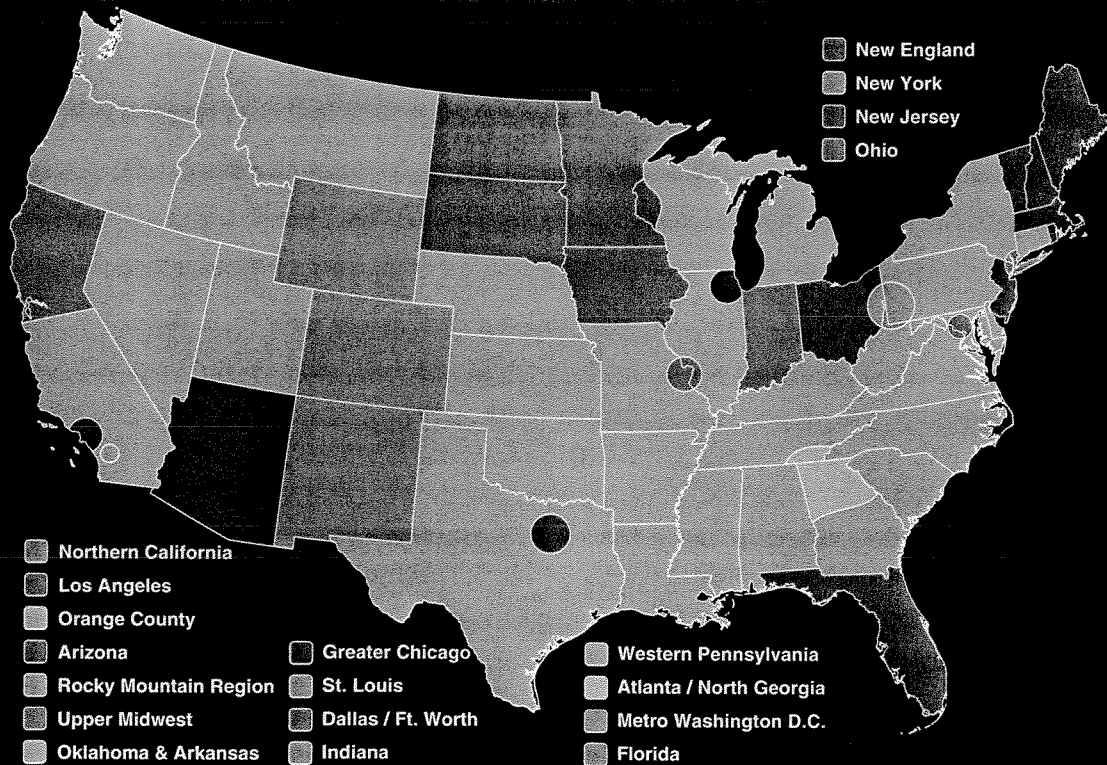 New England
New York
New Jersey
Ohio
Northern California
Los Angeles
Orange County
Arizona
Rocky Mountain Region
Upper Midwest
Oklahoma & Arkansas
Greater Chicago
St. Louis
Dallas / Ft. Worth
Indiana
Western Pennsylvania
Atlanta / North Georgia
Metro Washington D.C.
Florida